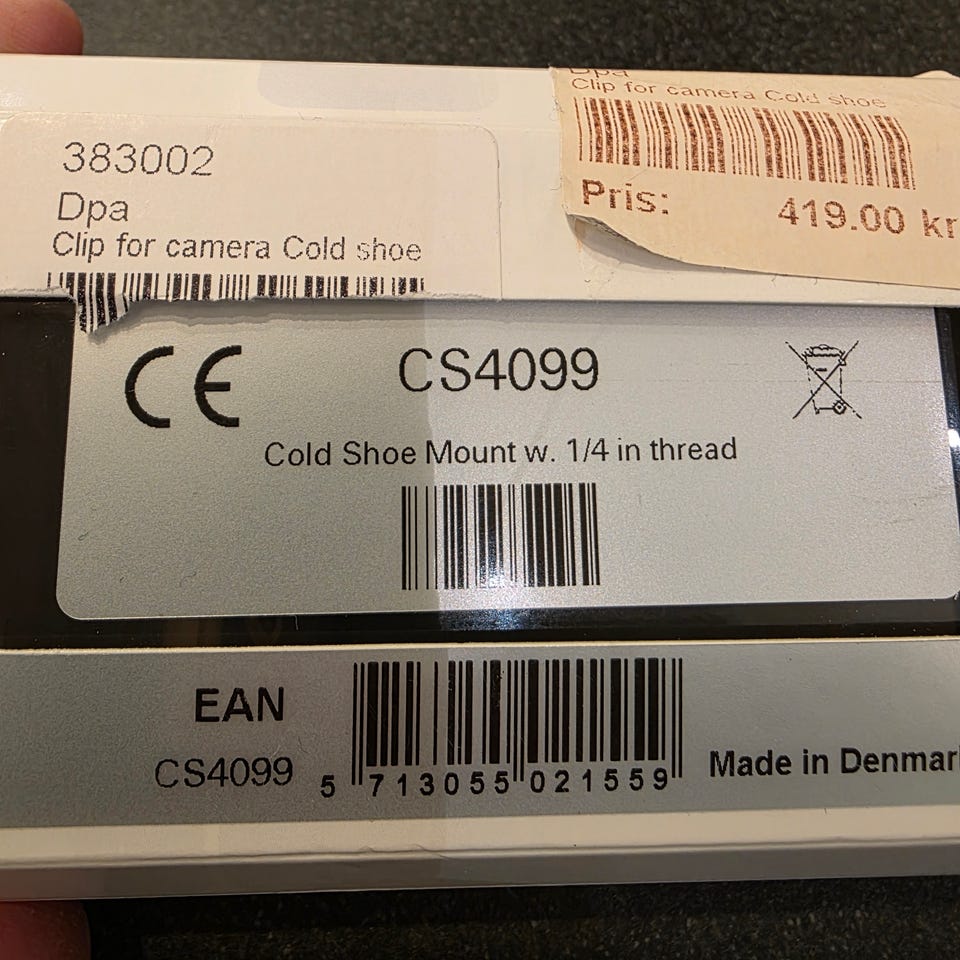 383002
Dpa
Clip for camera Cold shoe
Dpa
Clip for camera Cold shoe
Pris: 419.00 kr
CE
CS4099
Cold Shoe Mount w. 1/4 in thread
EAN
CS4099
5 713055 021559
Made in Denmar